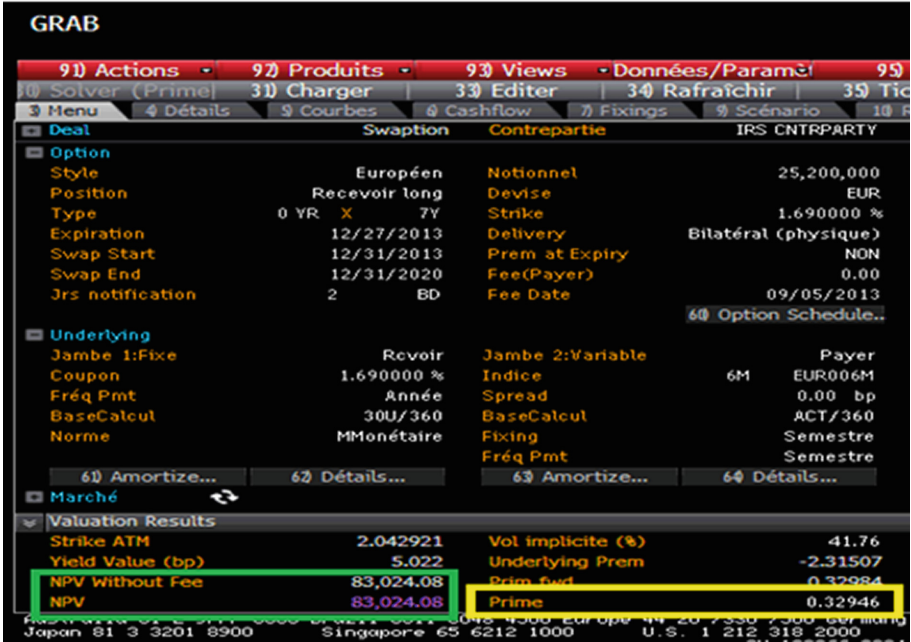 GRAB
91) Actions 92) Produits 93) Views Données/Paramèt 95)
30) Solver (Prime) 31) Charger 33) Editer 34) Rafraîchir 35) Tic
3) Menu 4) Détails 5) Courbes 6) Cashflow 7) Fixings 9) Scénario 10) R
Deal Swaption Contrepartie IRS CNTRPARTY
Option
Style Européen Notionnel 25,200,000
Position Recevoir long Devise EUR
Type 0 YR X 7Y Strike 1.690000 %
Expiration 12/27/2013 Delivery Bilatéral (physique)
Swap Start 12/31/2013 Prem at Expiry NON
Swap End 12/31/2020 Fee(Payer) 0.00
Jrs notification 2 BD Fee Date 09/05/2013
60) Option Schedule..
Underlying
Jambe 1:Fixe Rcvoir Jambe 2:Variable Payer
Coupon 1.690000 % Indice 6M EUR006M
Fréq Pmt Année Spread 0.00 bp
BaseCalcul 30U/360 BaseCalcul ACT/360
Norme MMonétaire Fixing Semestre
Fréq Pmt Semestre
61) Amortize... 62) Détails... 63) Amortize... 64) Détails...
Marché
Valuation Results
Strike ATM 2.042921 Vol implicite (%) 41.76
Yield Value (bp) 5.022 Underlying Prem -2.31507
NPV Without Fee 83,024.08 Prim fwd 0.32984
NPV 83,024.08 Prime 0.32946
Japan 81 3 3201 8900 Singapore 65 6212 1000 U.S. 1 212 318 2000